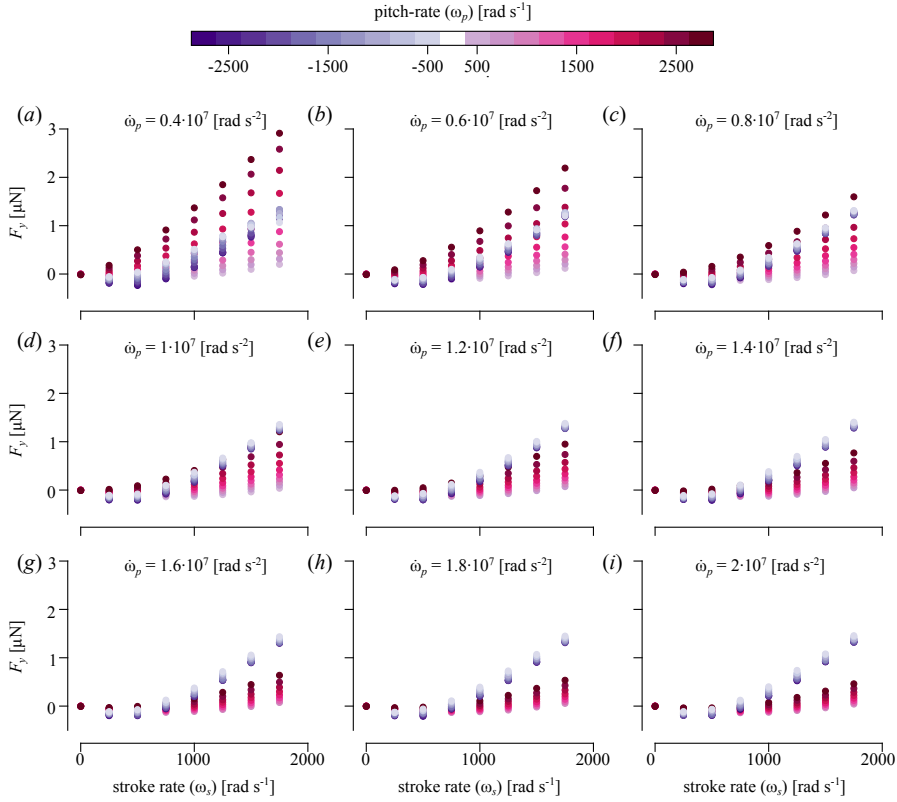 pitch-rate (ωₚ) [rad s⁻¹]
-2500 -1500 -500 500 1500 2500
(a) ω̇ₚ = 0.4·10⁷ [rad s⁻²] (b) ω̇ₚ = 0.6·10⁷ [rad s⁻²] (c) ω̇ₚ = 0.8·10⁷ [rad s⁻²]
3
2
F_y [μN]
1
0
(d) ω̇ₚ = 1·10⁷ [rad s⁻²] (e) ω̇ₚ = 1.2·10⁷ [rad s⁻²] (f) ω̇ₚ = 1.4·10⁷ [rad s⁻²]
3
2
F_y [μN]
1
0
(g) ω̇ₚ = 1.6·10⁷ [rad s⁻²] (h) ω̇ₚ = 1.8·10⁷ [rad s⁻²] (i) ω̇ₚ = 2·10⁷ [rad s⁻²]
3
2
F_y [μN]
1
0
0 1000 2000 0 1000 2000 0 1000 2000
stroke rate (ωₛ) [rad s⁻¹] stroke rate (ωₛ) [rad s⁻¹] stroke rate (ωₛ) [rad s⁻¹]